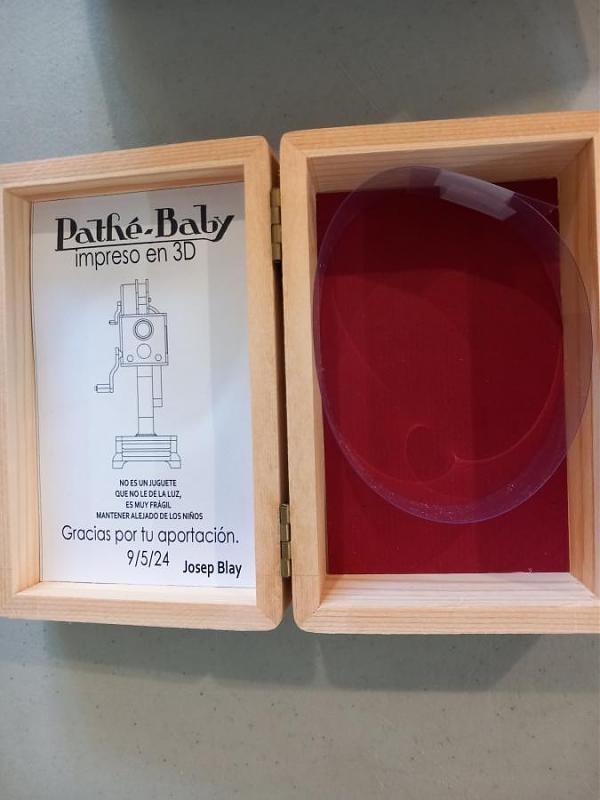 Pathé-Baby
impreso en 3D
NO ES UN JUGUETE
QUE NO LE DE LA LUZ,
ES MUY FRÁGIL
MANTENER ALEJADO DE LOS NIÑOS
Gracias por tu aportación.
9/5/24
Josep Blay